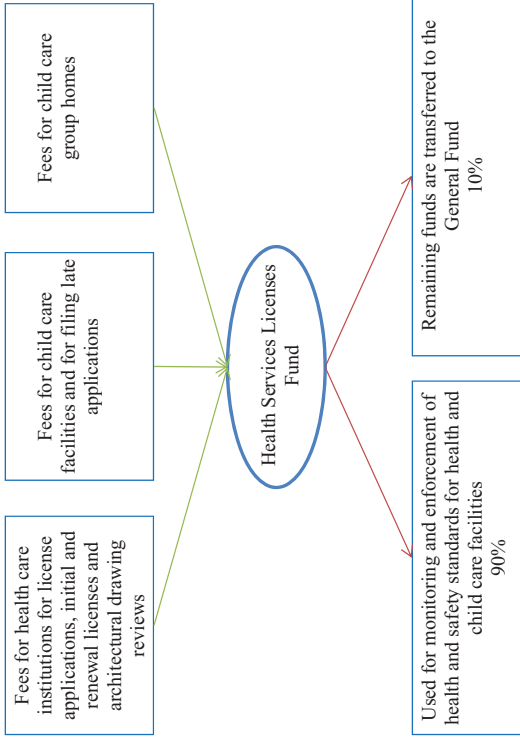 Fees for health care
institutions for license
applications, initial and
renewal licenses and
architectural drawing
reviews
Fees for child care
facilities and for filing late
applications
Fees for child care
group homes
Health Services Licenses
Fund
Used for monitoring and enforcement of
health and safety standards for health and
child care facilities
90%
Remaining funds are transferred to the
General Fund
10%